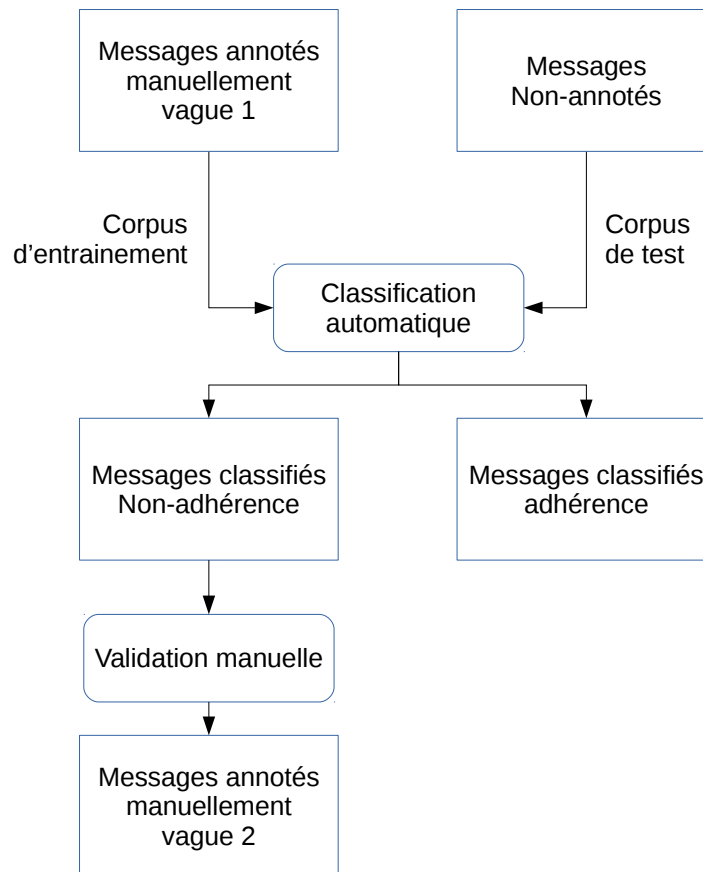 Messages annotés
manuellement
vague 1
Messages
Non-annotés
Corpus
d’entrainement
Corpus
de test
Classification
automatique
Messages classifiés
Non-adhérence
Messages classifiés
adhérence
Validation manuelle
Messages annotés
manuellement
vague 2